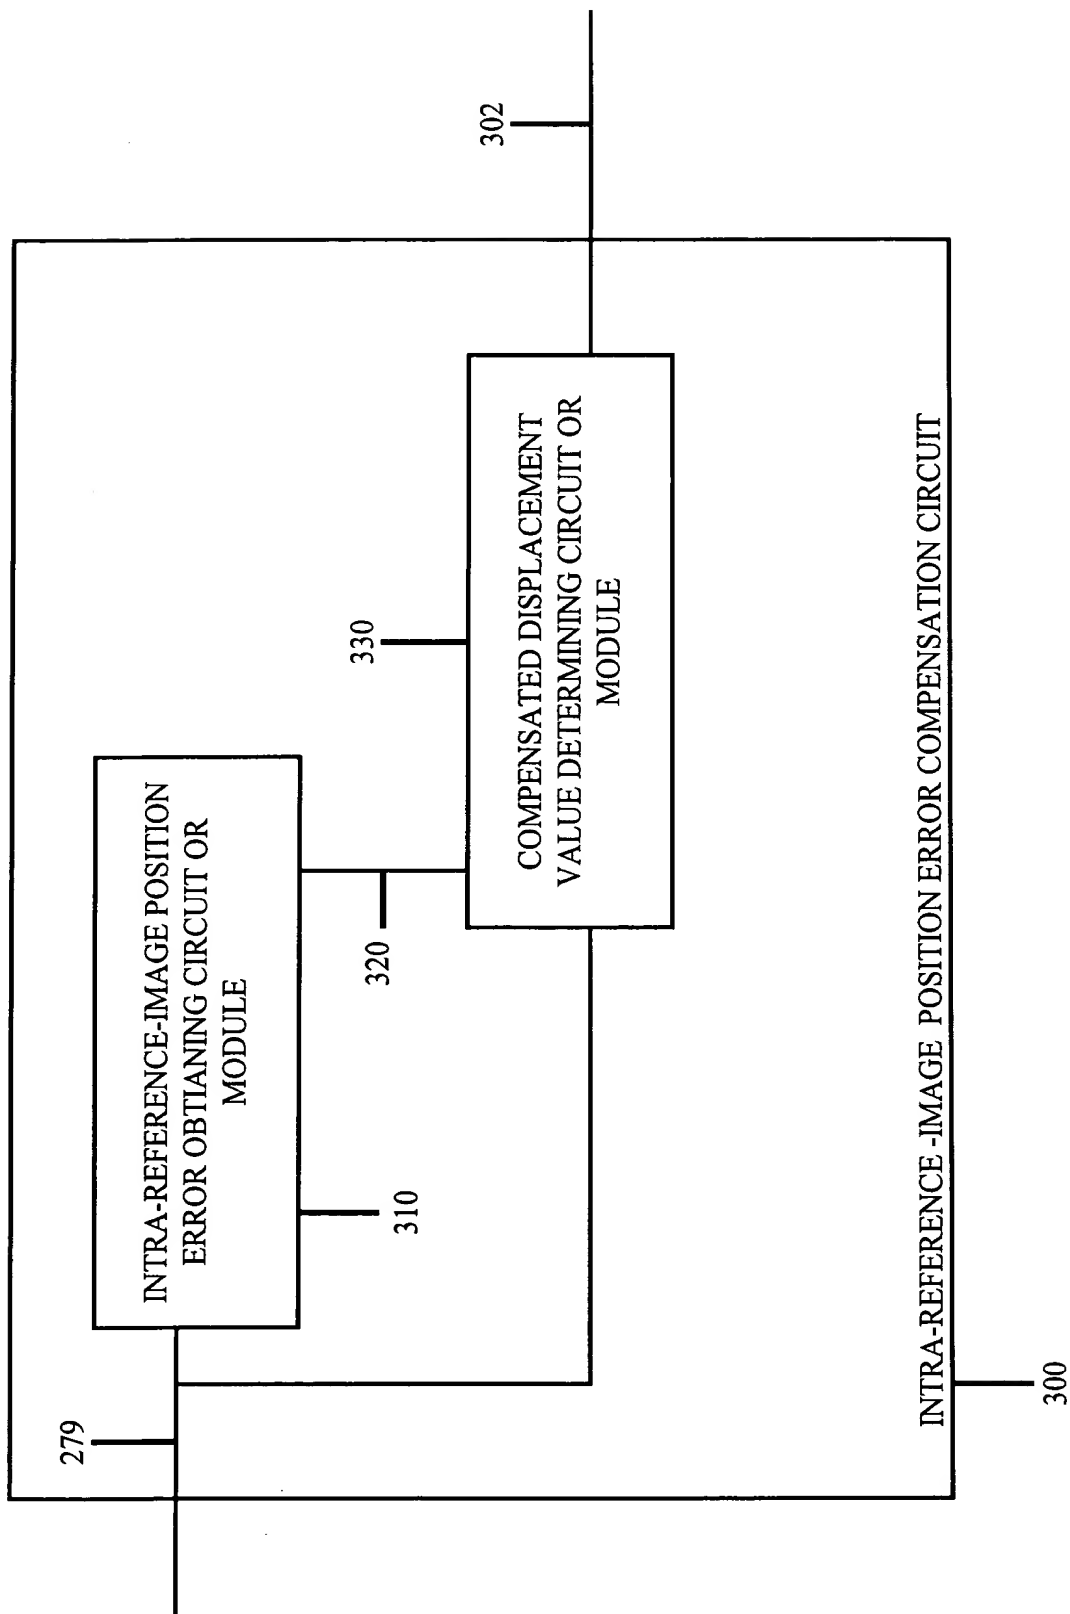 279
INTRA-REFERENCE-IMAGE POSITION
ERROR OBTIANING CIRCUIT OR
MODULE
310
320
330
COMPENSATED DISPLACEMENT
VALUE DETERMINING CIRCUIT OR
MODULE
302
INTRA-REFERENCE -IMAGE POSITION ERROR COMPENSATION CIRCUIT
300